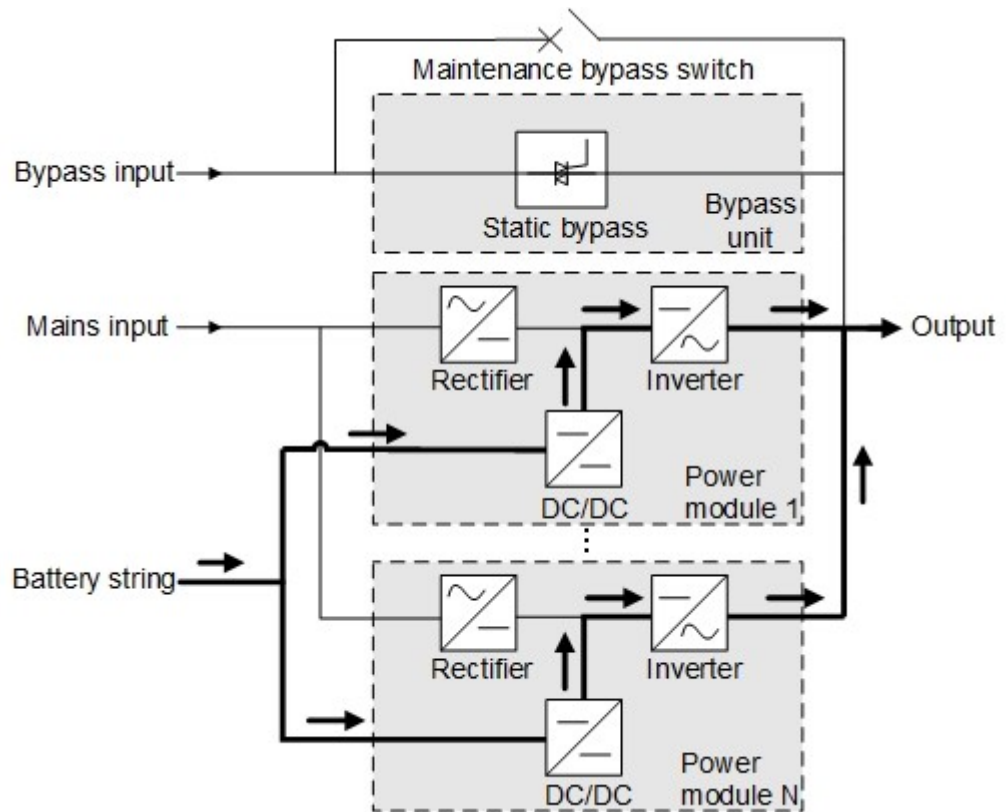 Maintenance bypass switch
Bypass input
Static bypass
Bypass
unit
Mains input
Rectifier
Inverter
Output
DC/DC
Power
module 1
Battery string
Rectifier
Inverter
DC/DC
Power
module N